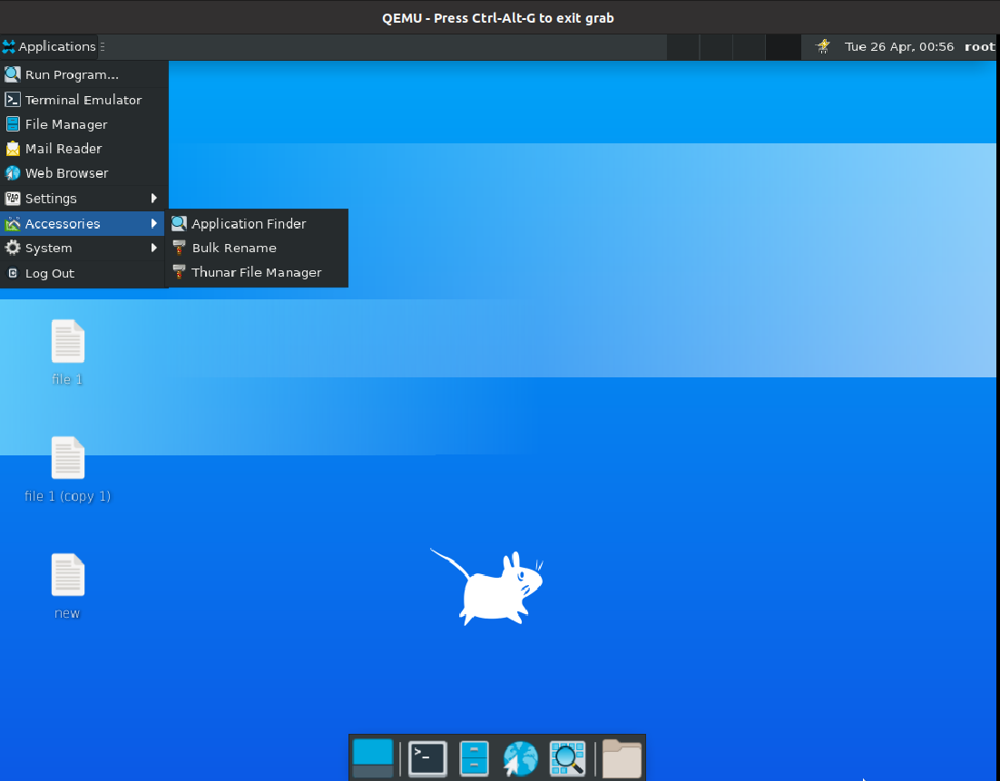 QEMU - Press Ctrl-Alt-G to exit grab
Applications
Tue 26 Apr, 00:56 root
Run Program...
Terminal Emulator
File Manager
Mail Reader
Web Browser
Settings
Accessories
System
Log Out
Application Finder
Bulk Rename
Thunar File Manager
file 1
file 1 (copy 1)
new